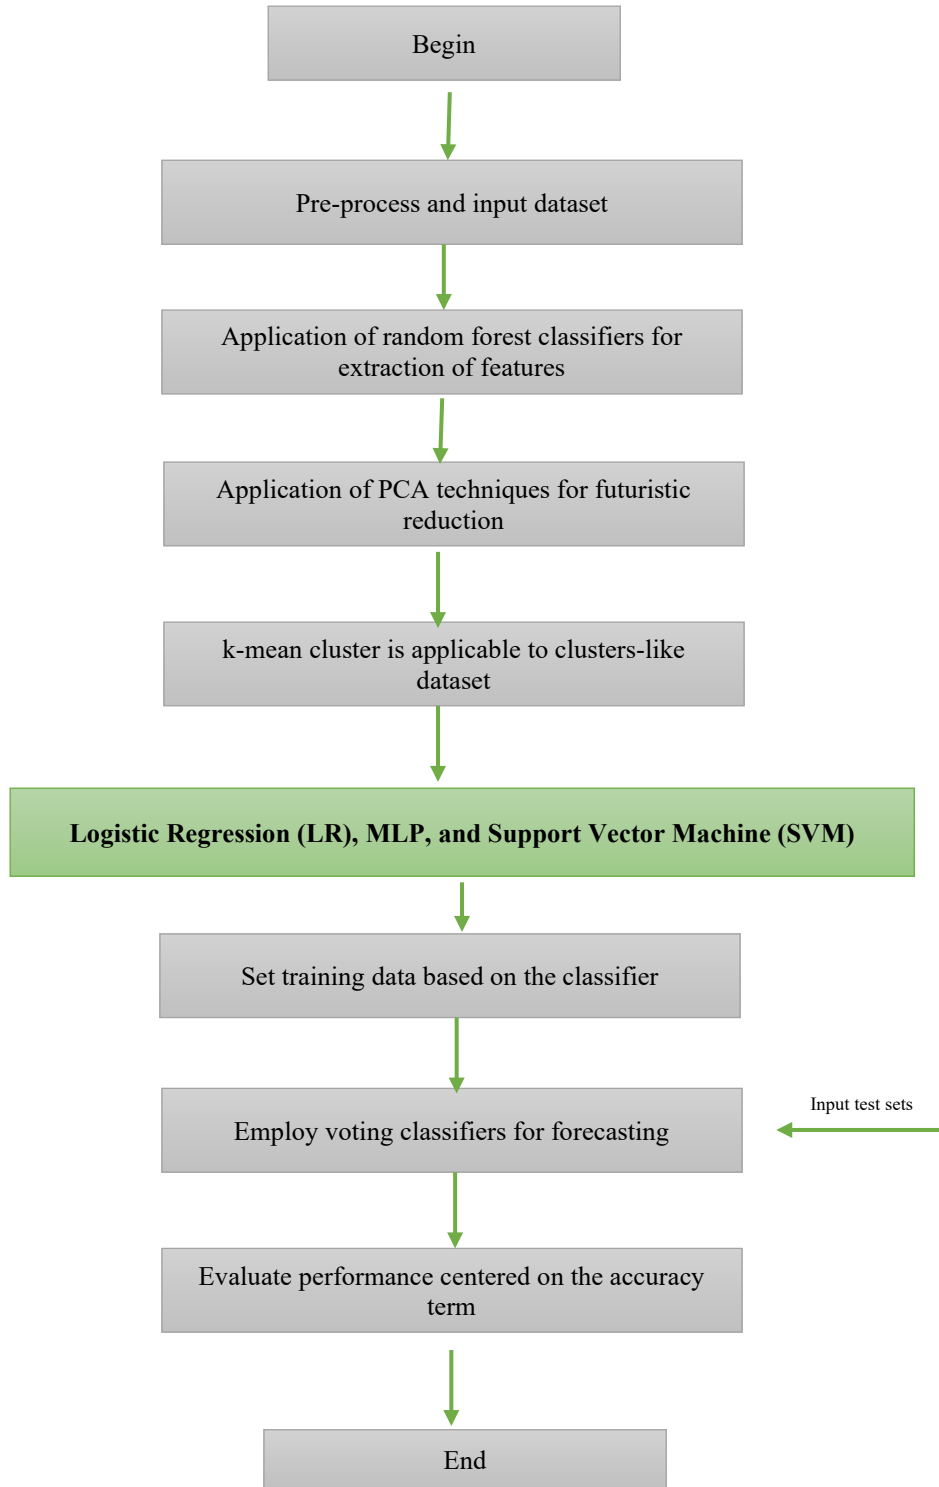 Begin
Pre-process and input dataset
Application of random forest classifiers for
extraction of features
Application of PCA techniques for futuristic
reduction
k-mean cluster is applicable to clusters-like
dataset
Logistic Regression (LR), MLP, and Support Vector Machine (SVM)
Set training data based on the classifier
Input test sets
Employ voting classifiers for forecasting
Evaluate performance centered on the accuracy
term
End